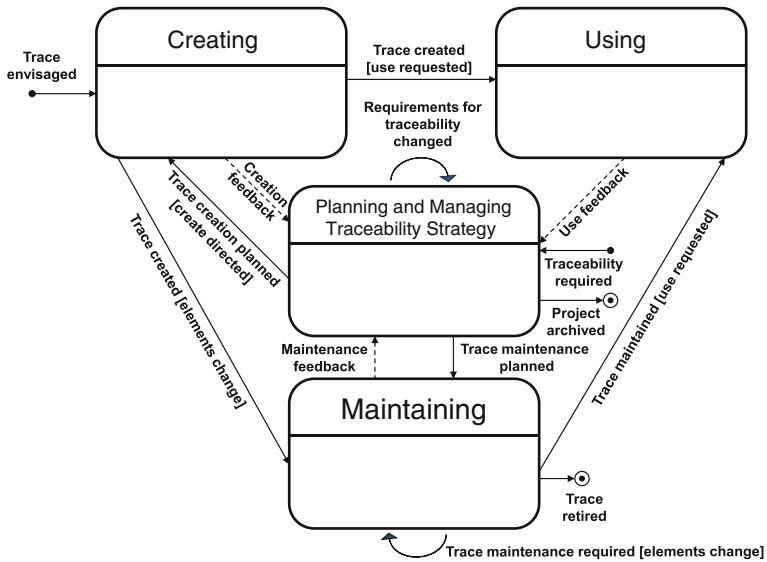 Creating
Using
Trace
envisaged
Trace created
[use requested]
Requirements for
traceability
changed
Creation
feedback
Trace creation planned
[create directed]
Use feedback
Planning and Managing
Traceability Strategy
Traceability
required
Project
archived
Trace created [elements change]
Trace maintained [use requested]
Maintenance
feedback
Trace maintenance
planned
Maintaining
Trace
retired
Trace maintenance required [elements change]